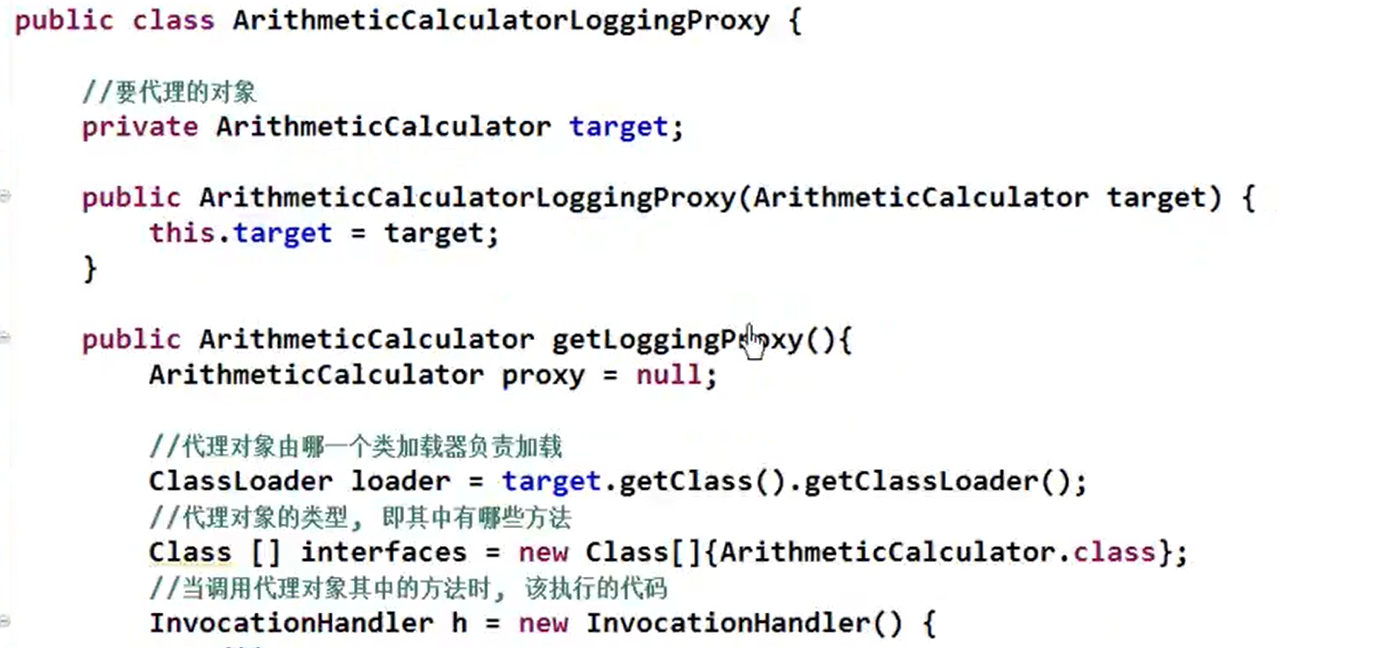 public class ArithmeticCalculatorLoggingProxy {
//要代理的对象
private ArithmeticCalculator target;
public ArithmeticCalculatorLoggingProxy(ArithmeticCalculator target) {
this.target = target;
}
public ArithmeticCalculator getLoggingProxy(){
ArithmeticCalculator proxy = null;
//代理对象由哪一个类加载器负责加载
ClassLoader loader = target.getClass().getClassLoader();
//代理对象的类型, 即其中有哪些方法
Class [] interfaces = new Class[]{ArithmeticCalculator.class};
//当调用代理对象其中的方法时, 该执行的代码
InvocationHandler h = new InvocationHandler() {